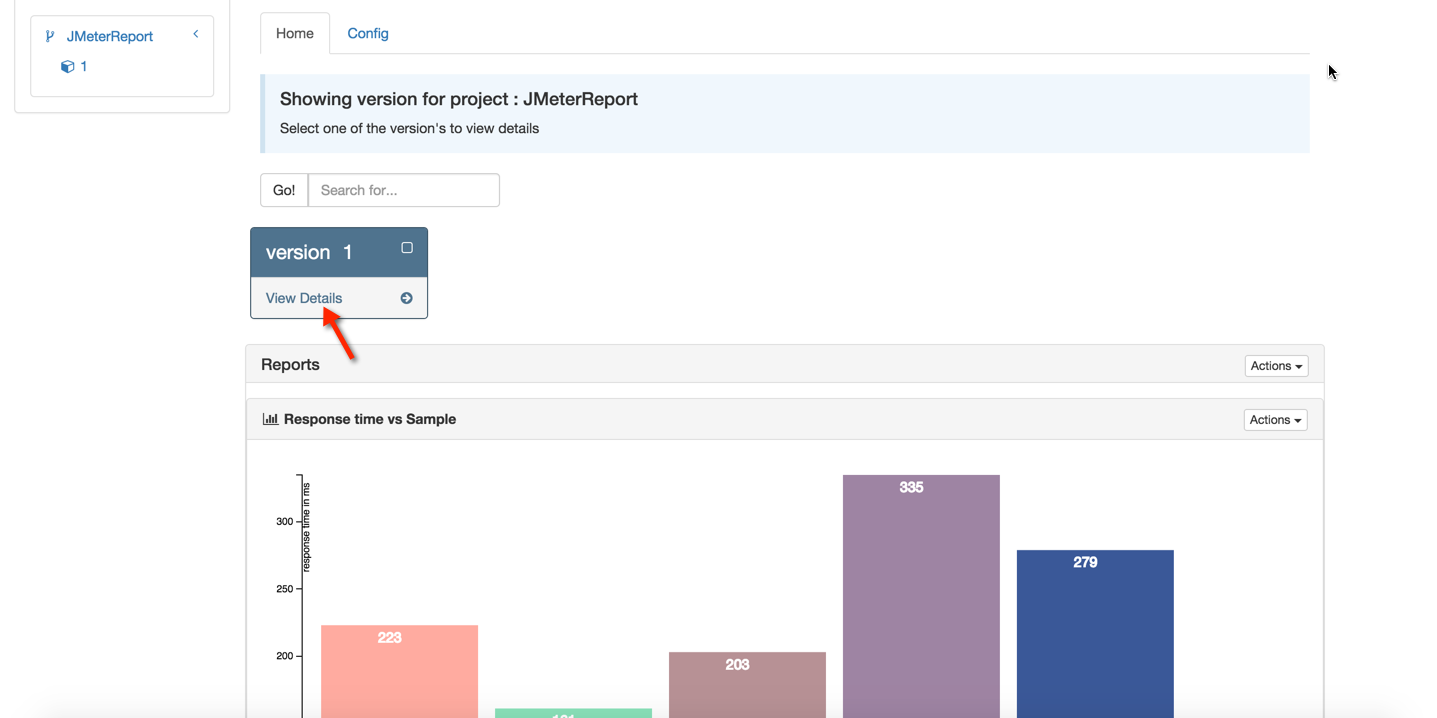 JMeterReport
1
Home
Config
Showing version for project : JMeterReport
Select one of the version's to view details
Go!
Search for...
version 1
View Details
Reports
Actions
Response time vs Sample
Actions
response time in ms
300
250
200
223
203
335
279